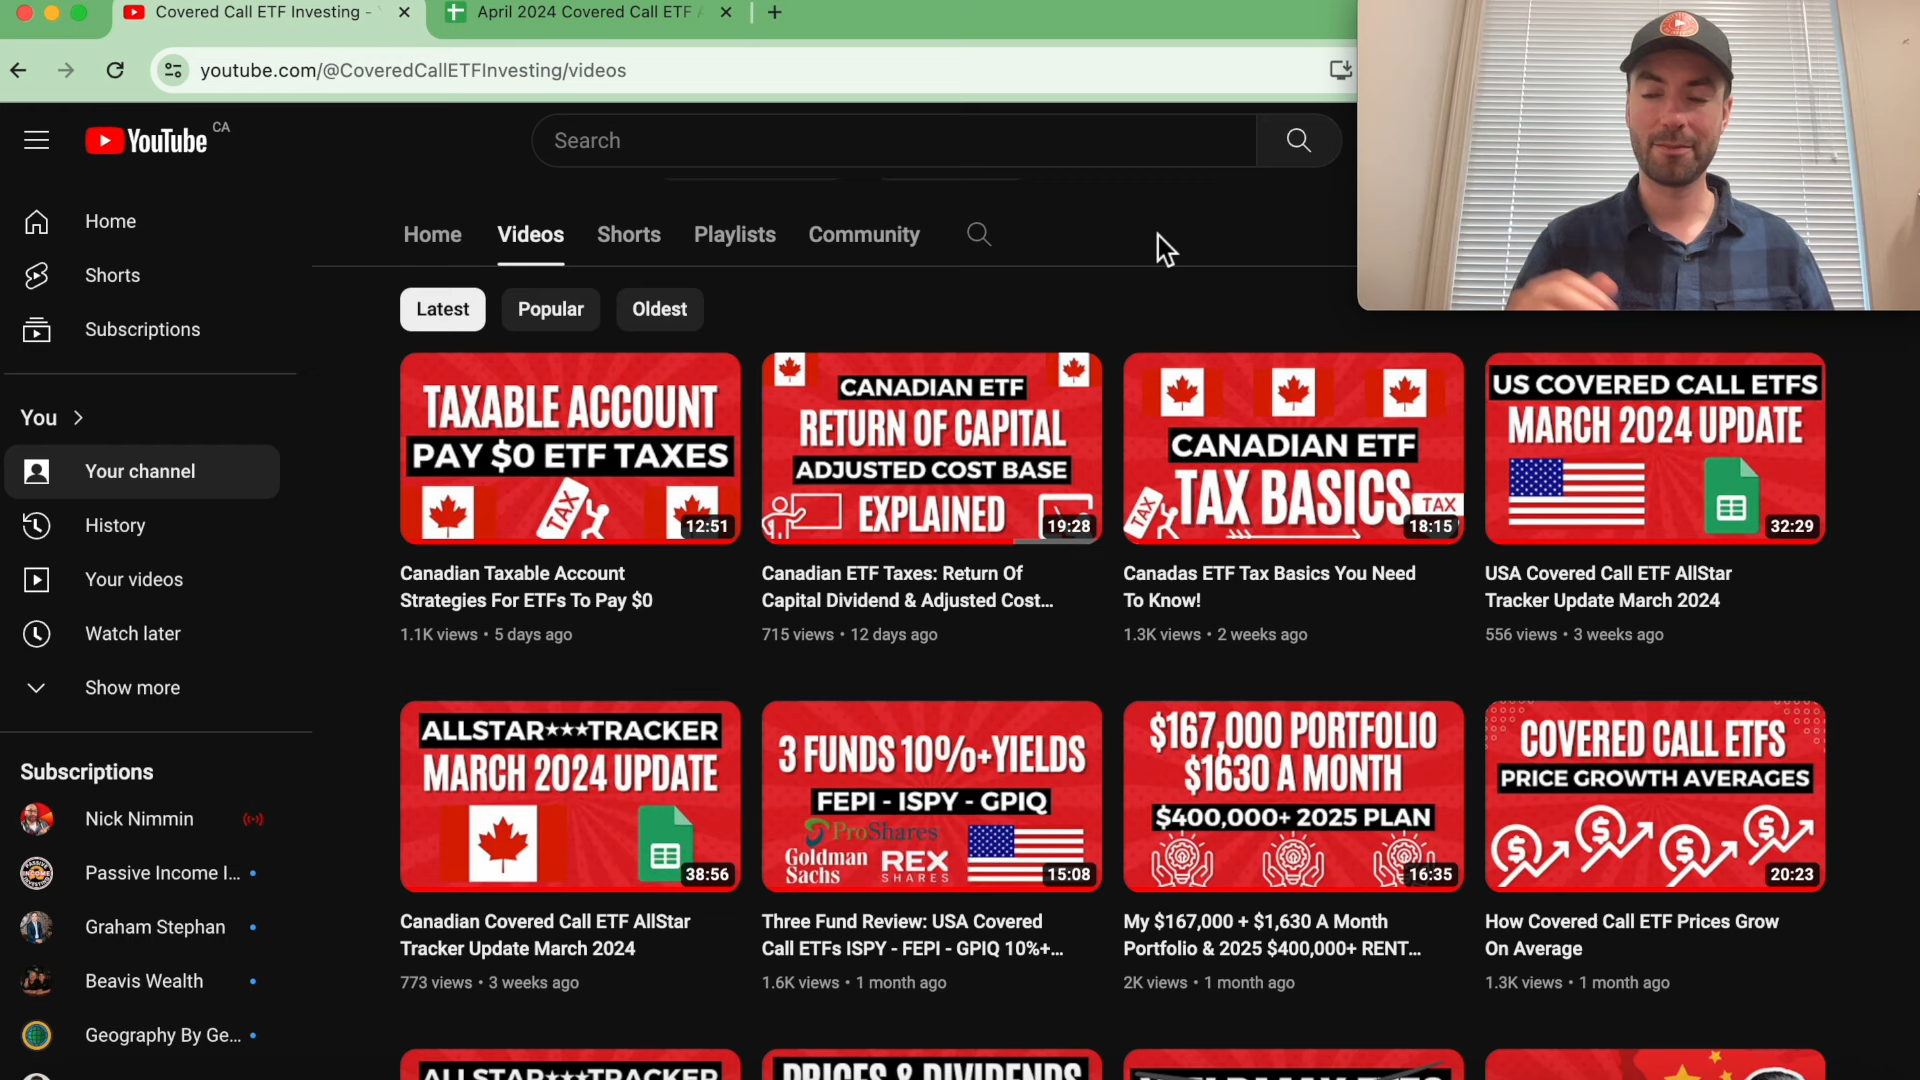 Covered Call ETF Investing -
April 2024 Covered Call ETF
youtube.com/@CoveredCallETFInvesting/videos
YouTube CA
Search
Home
Shorts
Subscriptions
You
Your channel
History
Your videos
Watch later
Show more
Subscriptions
Nick Nimmin
Passive Income I...
Graham Stephan
Beavis Wealth
Geography By Ge...
Home Videos Shorts Playlists Community
Latest Popular Oldest
TAXABLE ACCOUNT
PAY $0 ETF TAXES
TAX
12:51
Canadian Taxable Account
Strategies For ETFs To Pay $0
1.1K views • 5 days ago
CANADIAN ETF
RETURN OF CAPITAL
ADJUSTED COST BASE
EXPLAINED
19:28
Canadian ETF Taxes: Return Of
Capital Dividend & Adjusted Cost...
715 views • 12 days ago
CANADIAN ETF
TAX BASICS
TAX
TAX
18:15
Canadas ETF Tax Basics You Need
To Know!
1.3K views • 2 weeks ago
US COVERED CALL ETFS
MARCH 2024 UPDATE
32:29
USA Covered Call ETF AllStar
Tracker Update March 2024
556 views • 3 weeks ago
ALLSTAR★★★TRACKER
MARCH 2024 UPDATE
38:56
Canadian Covered Call ETF AllStar
Tracker Update March 2024
773 views • 3 weeks ago
3 FUNDS 10%+YIELDS
FEPI - ISPY - GPIQ
ProShares
Goldman
Sachs
REX
SHARES
15:08
Three Fund Review: USA Covered
Call ETFs ISPY - FEPI - GPIQ 10%+...
1.6K views • 1 month ago
$167,000 PORTFOLIO
$1630 A MONTH
$400,000+ 2025 PLAN
16:35
My $167,000 + $1,630 A Month
Portfolio & 2025 $400,000+ RENT...
2K views • 1 month ago
COVERED CALL ETFS
PRICE GROWTH AVERAGES
20:23
How Covered Call ETF Prices Grow
On Average
1.3K views • 1 month ago
ALLSTAR★★★TRACKER
PRICES & DIVIDENDS